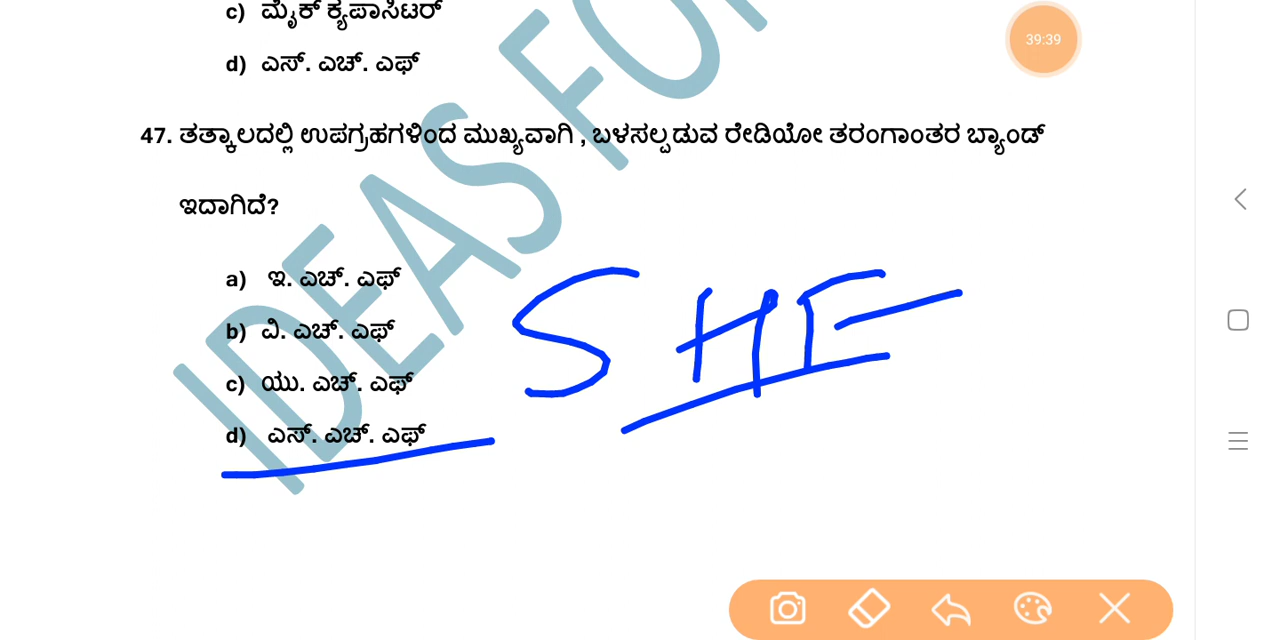 c) ಮೈಕ್ ಕ್ಯಪಾಸಿಟರ್
39:39
d) ಎಸ್. ಎಚ್. ಎಫ್
47. ತತ್ಕಾಲದಲ್ಲಿ ಉಪಗ್ರಹಗಳಿಂದ ಮುಖ್ಯವಾಗಿ , ಬಳಸಲ್ಪಡುವ ರೇಡಿಯೋ ತರಂಗಾಂತರ ಬ್ಯಾಂಡ್
ಇದಾಗಿದೆ?
a) ಇ. ಎಚ್. ಎಫ್
b) ವಿ. ಎಚ್. ಎಫ್
c) ಯು. ಎಚ್. ಎಫ್
d) ಎಸ್. ಎಚ್. ಎಫ್
SHF
IDEAS FOR